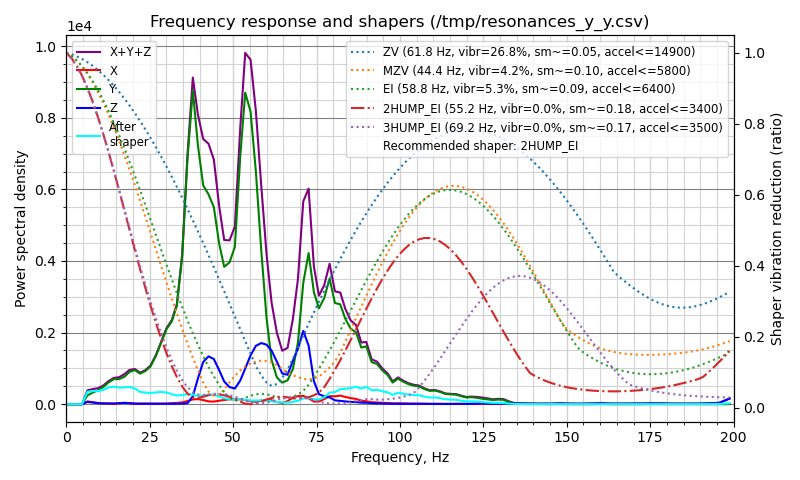 Frequency response and shapers (/tmp/resonances_y_y.csv)
1e4
X+Y+Z
X
Y
Z
After
shaper
ZV (61.8 Hz, vibr=26.8%, sm~=0.05, accel<=14900)
MZV (44.4 Hz, vibr=4.2%, sm~=0.10, accel<=5800)
EI (58.8 Hz, vibr=5.3%, sm~=0.09, accel<=6400)
2HUMP_EI (55.2 Hz, vibr=0.0%, sm~=0.18, accel<=3400)
3HUMP_EI (69.2 Hz, vibr=0.0%, sm~=0.17, accel<=3500)
Recommended shaper: 2HUMP_EI
Power spectral density
1.0
0.8
0.6
0.4
0.2
0.0
Shaper vibration reduction (ratio)
1.0
0.8
0.6
0.4
0.2
0.0
0 25 50 75 100 125 150 175 200
Frequency, Hz